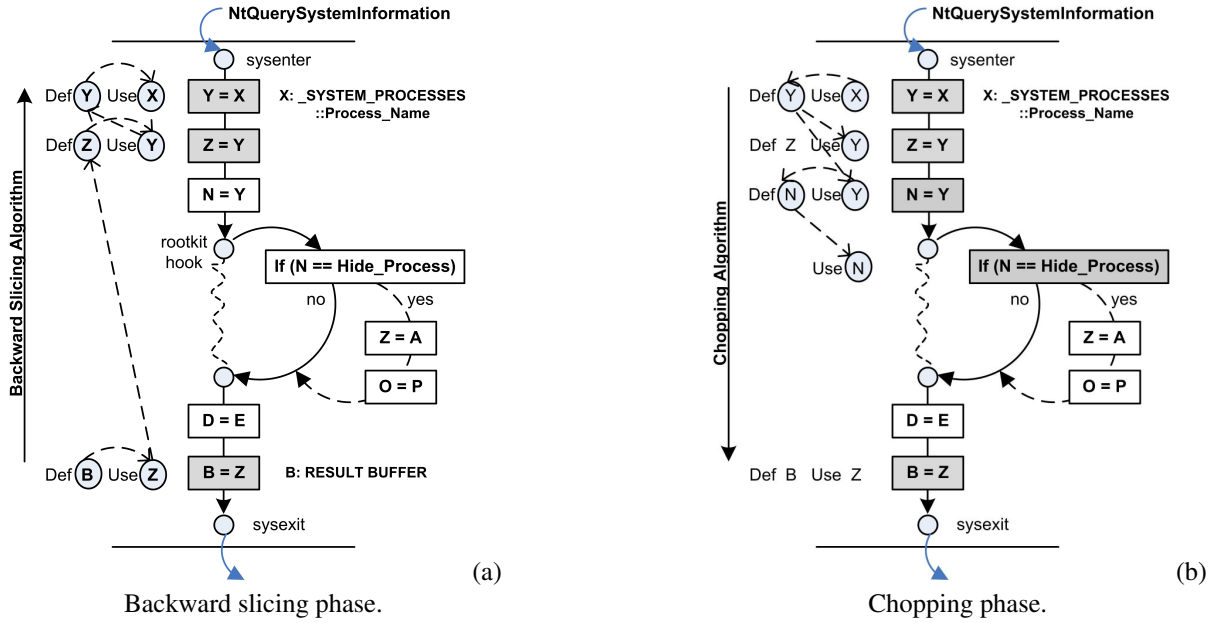 NtQuerySystemInformation
sysenter
Def Y Use X
Y = X
X: _SYSTEM_PROCESSES
::Process_Name
Def Z Use Y
Z = Y
N = Y
rootkit
hook
If (N == Hide_Process)
no
yes
Z = A
O = P
D = E
Def B Use Z
B = Z
B: RESULT BUFFER
sysexit
Backward Slicing Algorithm
(a)
Backward slicing phase.
NtQuerySystemInformation
sysenter
Def Y Use X
Y = X
X: _SYSTEM_PROCESSES
::Process_Name
Def Z Use Y
Z = Y
Def N Use Y
N = Y
Use N
If (N == Hide_Process)
no
yes
Z = A
O = P
D = E
Def B Use Z
B = Z
sysexit
Chopping Algorithm
(b)
Chopping phase.